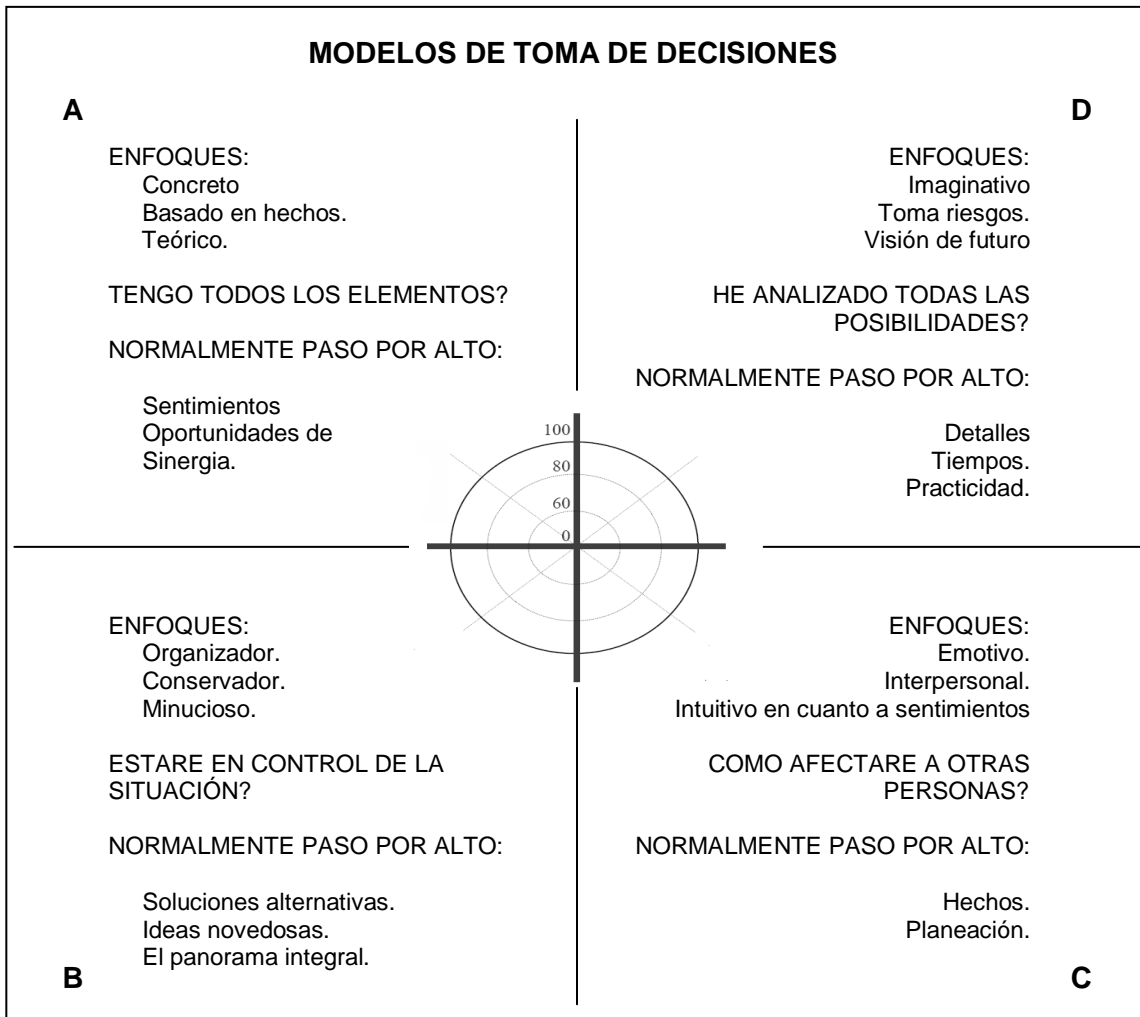 MODELOS DE TOMA DE DECISIONES
A
ENFOQUES:
Concreto
Basado en hechos.
Teórico.
TENGO TODOS LOS ELEMENTOS?
NORMALMENTE PASO POR ALTO:
Sentimientos
Oportunidades de
Sinergia.
D
ENFOQUES:
Imaginativo
Toma riesgos.
Visión de futuro
HE ANALIZADO TODAS LAS
POSIBILIDADES?
NORMALMENTE PASO POR ALTO:
Detalles
Tiempos.
Practicidad.
100
80
60
0
ENFOQUES:
Organizador.
Conservador.
Minucioso.
ESTARE EN CONTROL DE LA
SITUACIÓN?
NORMALMENTE PASO POR ALTO:
Soluciones alternativas.
Ideas novedosas.
El panorama integral.
B
ENFOQUES:
Emotivo.
Interpersonal.
Intuitivo en cuanto a sentimientos
COMO AFECTARE A OTRAS
PERSONAS?
NORMALMENTE PASO POR ALTO:
Hechos.
Planeación.
C